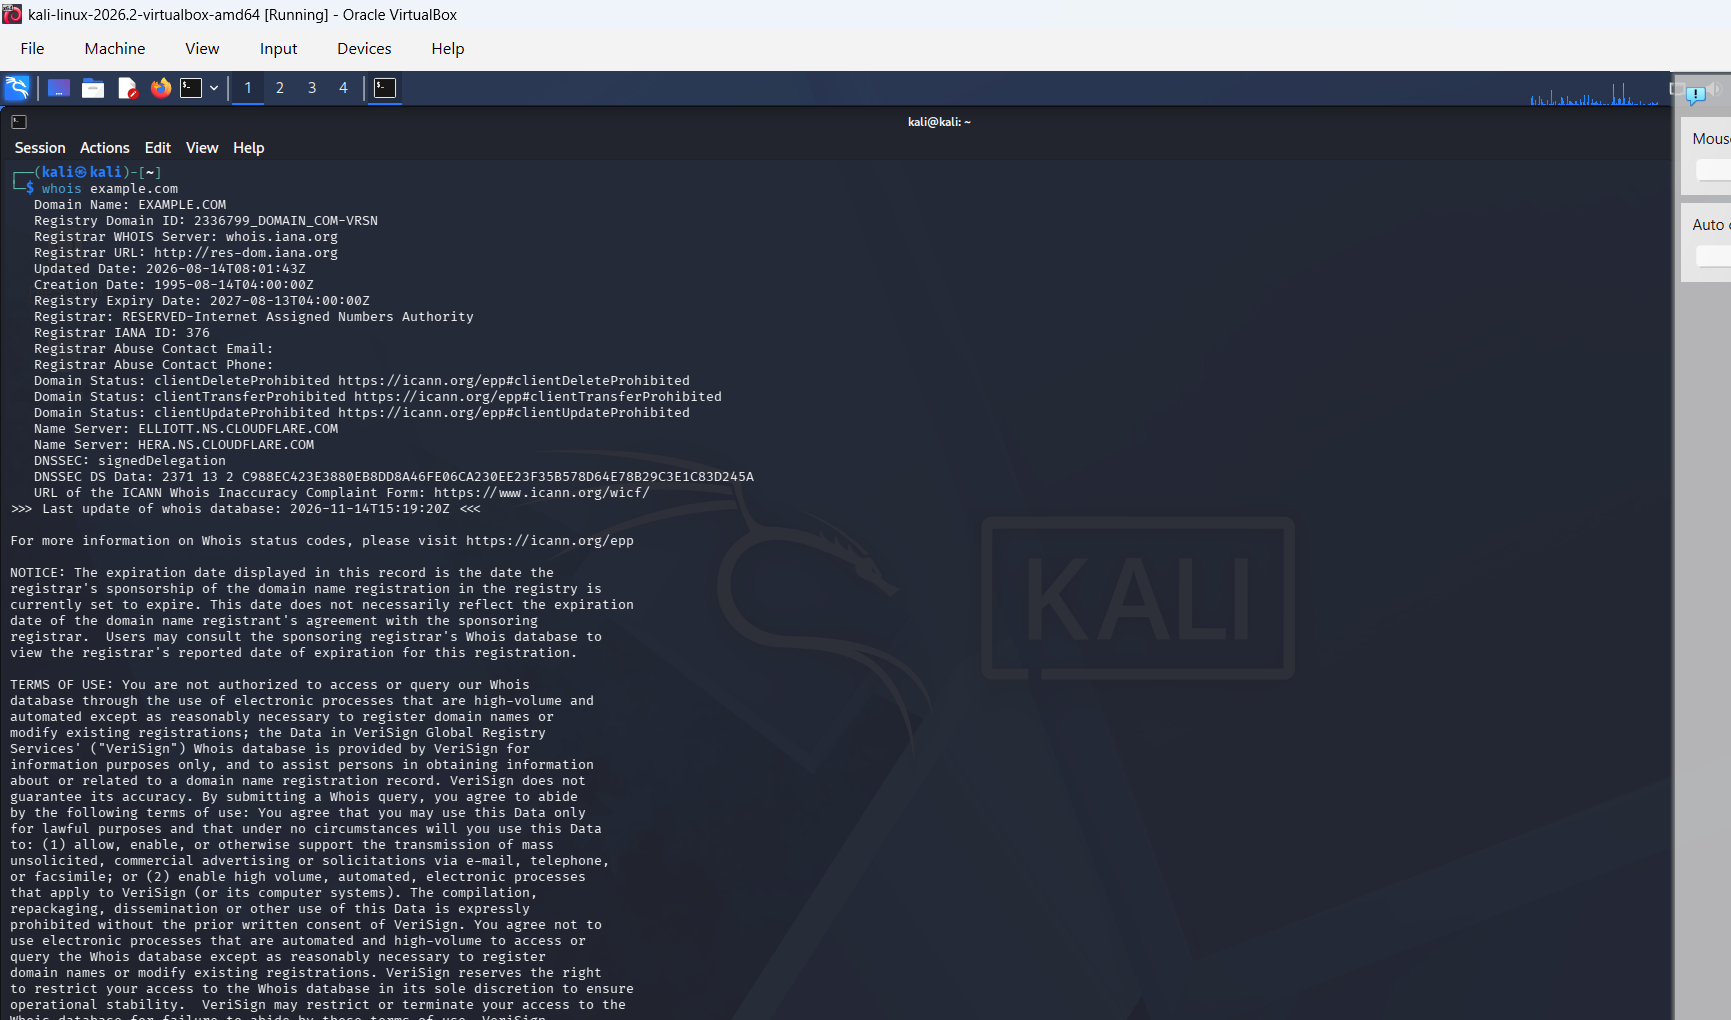 kali-linux-2026.2-virtualbox-amd64 [Running] - Oracle VirtualBox
File Machine View Input Devices Help
1 2 3 4
kali@kali: ~
Session Actions Edit View Help
┌──(kali㉿kali)-[~]
└─$ whois example.com
Domain Name: EXAMPLE.COM
Registry Domain ID: 2336799_DOMAIN_COM-VRSN
Registrar WHOIS Server: whois.iana.org
Registrar URL: http://res-dom.iana.org
Updated Date: 2026-08-14T08:01:43Z
Creation Date: 1995-08-14T04:00:00Z
Registry Expiry Date: 2027-08-13T04:00:00Z
Registrar: RESERVED-Internet Assigned Numbers Authority
Registrar IANA ID: 376
Registrar Abuse Contact Email:
Registrar Abuse Contact Phone:
Domain Status: clientDeleteProhibited https://icann.org/epp#clientDeleteProhibited
Domain Status: clientTransferProhibited https://icann.org/epp#clientTransferProhibited
Domain Status: clientUpdateProhibited https://icann.org/epp#clientUpdateProhibited
Name Server: ELLIOTT.NS.CLOUDFLARE.COM
Name Server: HERA.NS.CLOUDFLARE.COM
DNSSEC: signedDelegation
DNSSEC DS Data: 2371 13 2 C988EC423E3880EB8DD8A46FE06CA230EE23F35B578D64E78B29C3E1C83D245A
URL of the ICANN Whois Inaccuracy Complaint Form: https://www.icann.org/wicf/
>>> Last update of whois database: 2026-11-14T15:19:20Z <<<
For more information on Whois status codes, please visit https://icann.org/epp
NOTICE: The expiration date displayed in this record is the date the
registrar's sponsorship of the domain name registration in the registry is
currently set to expire. This date does not necessarily reflect the expiration
date of the domain name registrant's agreement with the sponsoring
registrar.  Users may consult the sponsoring registrar's Whois database to
view the registrar's reported date of expiration for this registration.
TERMS OF USE: You are not authorized to access or query our Whois
database through the use of electronic processes that are high-volume and
automated except as reasonably necessary to register domain names or
modify existing registrations; the Data in VeriSign Global Registry
Services' ("VeriSign") Whois database is provided by VeriSign for
information purposes only, and to assist persons in obtaining information
about or related to a domain name registration record. VeriSign does not
guarantee its accuracy. By submitting a Whois query, you agree to abide
by the following terms of use: You agree that you may use this Data only
for lawful purposes and that under no circumstances will you use this Data
to: (1) allow, enable, or otherwise support the transmission of mass
unsolicited, commercial advertising or solicitations via e-mail, telephone,
or facsimile; or (2) enable high volume, automated, electronic processes
that apply to VeriSign (or its computer systems). The compilation,
repackaging, dissemination or other use of this Data is expressly
prohibited without the prior written consent of VeriSign. You agree not to
use electronic processes that are automated and high-volume to access or
query the Whois database except as reasonably necessary to register
domain names or modify existing registrations. VeriSign reserves the right
to restrict your access to the Whois database in its sole discretion to ensure
operational stability.  VeriSign may restrict or terminate your access to the
Whois database for failure to abide by these terms of use. VeriSign
KALI
Mous
Auto